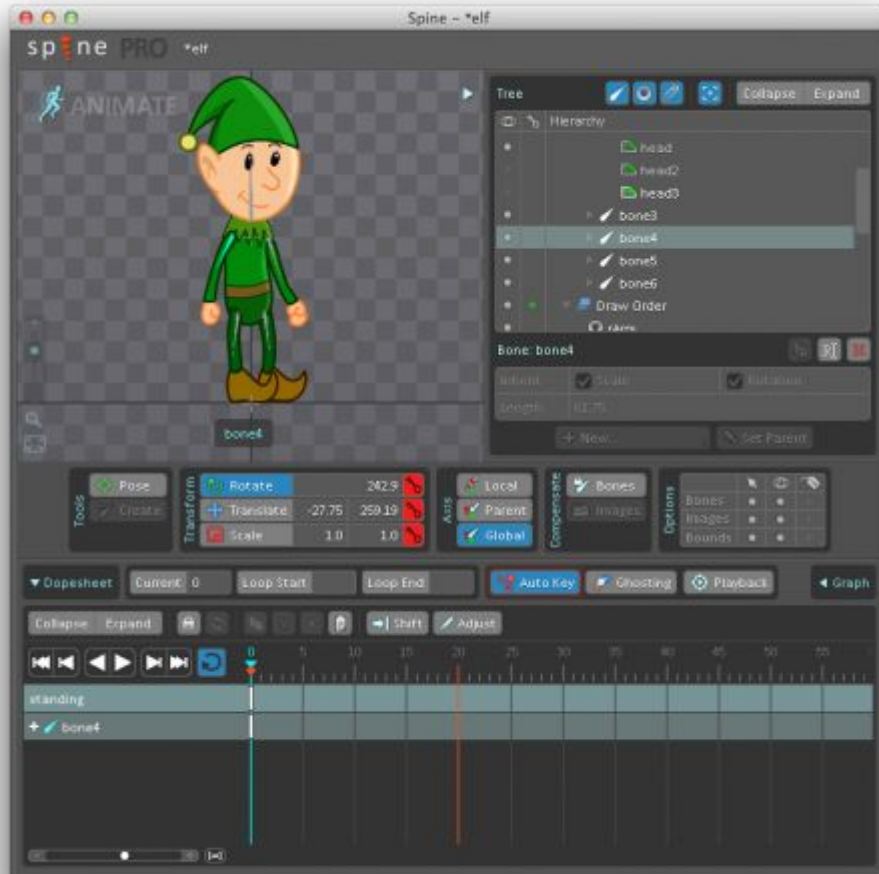 Spine – *elf
spine PRO *elf
ANIMATE
Tree
Collapse Expand
Hierarchy
head
head2
head3
bone3
bone4
bone5
bone6
Draw Order
Bone: bone4
Inherit: Scale Rotation
Length: 61.75
+ New... Set Parent
bone4
Tools
Pose
Create
Transform
Rotate 242.9
Translate -27.75 259.19
Scale 1.0 1.0
Axis
Local
Parent
Global
Compensate
Bones
Images
Options
Bones
Images
Bounds
Dopesheet Current 0 Loop Start Loop End Auto Key Ghosting Playback Graph
Collapse Expand Shift Adjust
0 5 10 15 20 25 30 35 40 45 50 55
standing
+ bone4